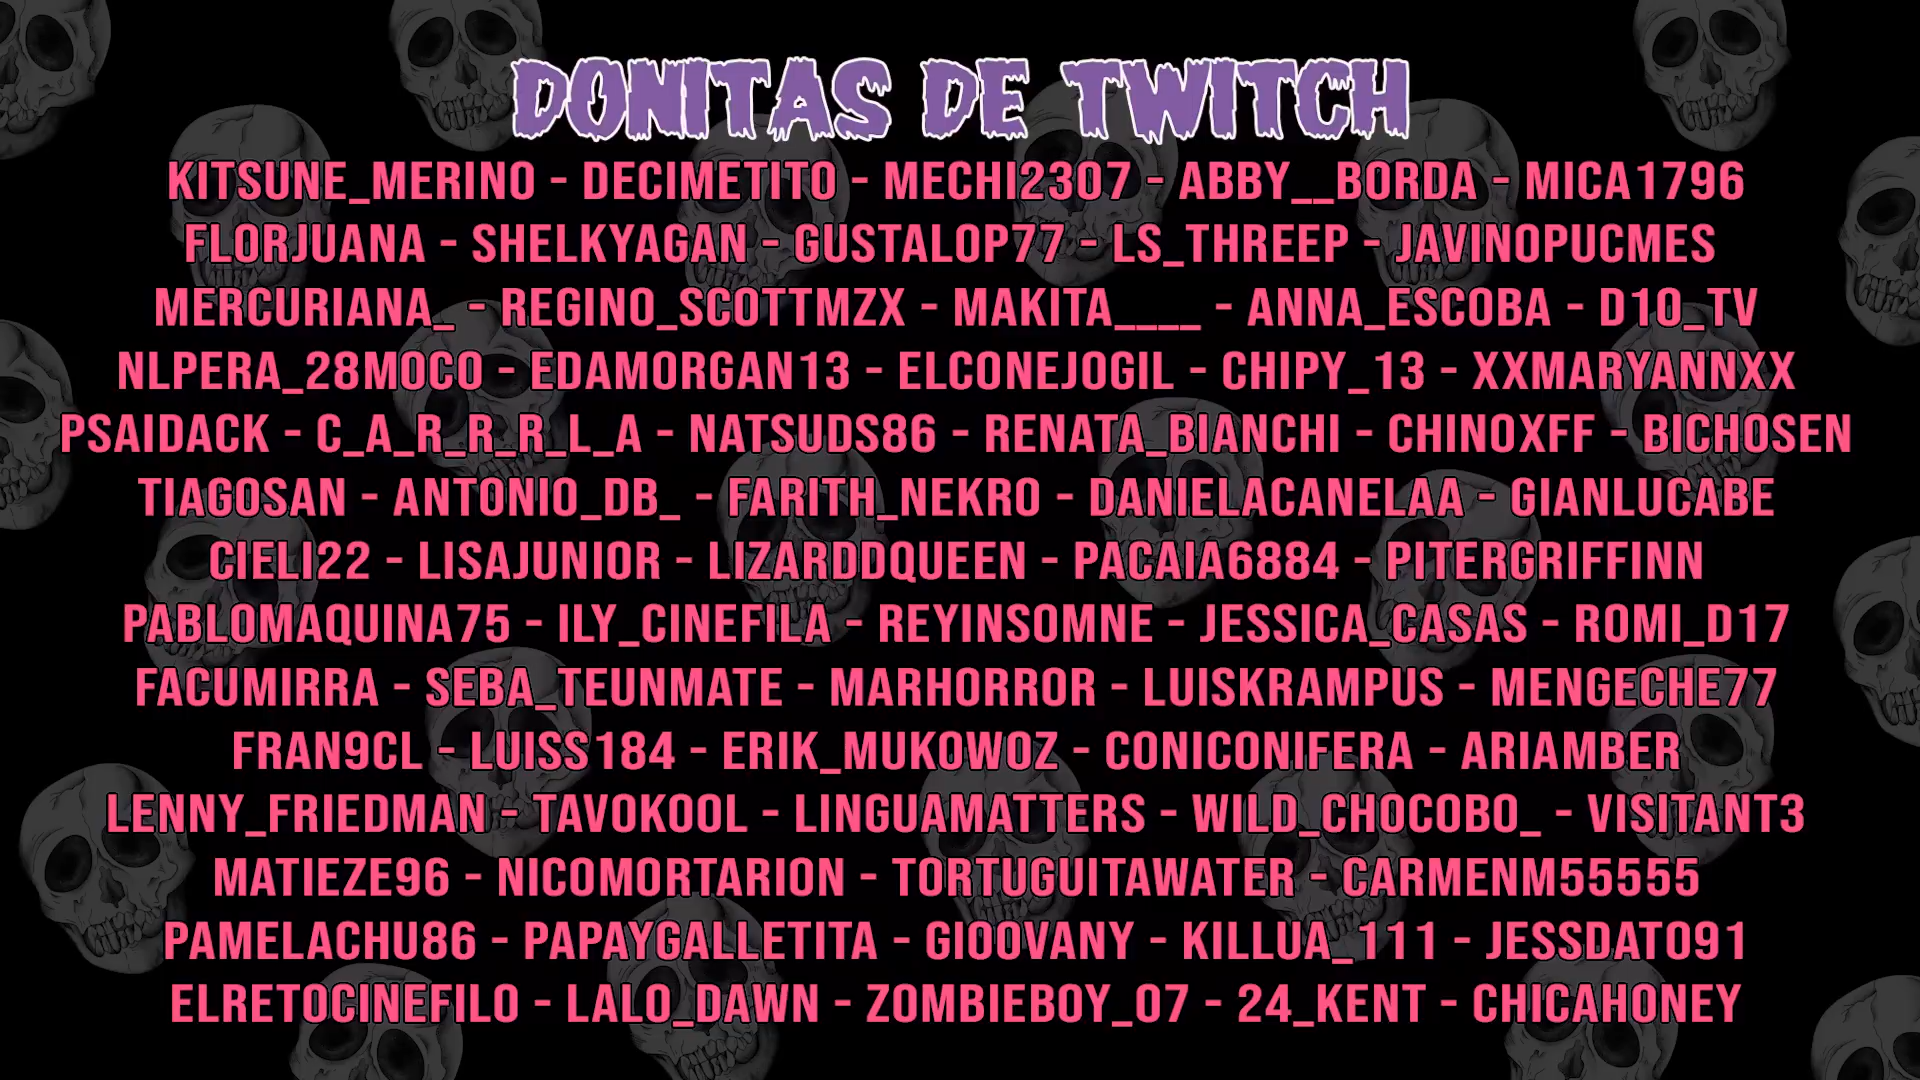 DONITAS DE TWITCH
KITSUNE_MERINO - DECIMETITO - MECHI2307 - ABBY__BORDA - MICA1796
FLORJUANA - SHELKYAGAN - GUSTALOP77 - LS_THREEP - JAVINOPUCMES
MERCURIANA_ - REGINO_SCOTTMZX - MAKITA____ - ANNA_ESCOBA - D10_TV
NLPERA_28MOCO - EDAMORGAN13 - ELCONEJOGIL - CHIPY_13 - XXMARYANNXX
PSAIDACK - C_A_R_R_R_L_A - NATSUDS86 - RENATA_BIANCHI - CHINOXFF - BICHOSEN
TIAGOSAN - ANTONIO_DB_ - FARITH_NEKRO - DANIELACANELAA - GIANLUCABE
CIELI22 - LISAJUNIOR - LIZARDDQUEEN - PACAIA6884 - PITERGRIFFINN
PABLOMAQUINA75 - ILY_CINEFILA - REYINSOMNE - JESSICA_CASAS - ROMI_D17
FACUMIRRA - SEBA_TEUNMATE - MARHORROR - LUISKRAMPUS - MENGECHE77
FRAN9CL - LUISS184 - ERIK_MUKOWOZ - CONICONIFERA - ARIAMBER
LENNY_FRIEDMAN - TAVOKOOL - LINGUAMATTERS - WILD_CHOCOBO_ - VISITANT3
MATIEZE96 - NICOMORTARION - TORTUGUITAWATER - CARMENM55555
PAMELACHU86 - PAPAYGALLETITA - GIOOVANY - KILLUA_111 - JESSDATO91
ELRETOCINEFILO - LALO_DAWN - ZOMBIEBOY_07 - 24_KENT - CHICAHONEY